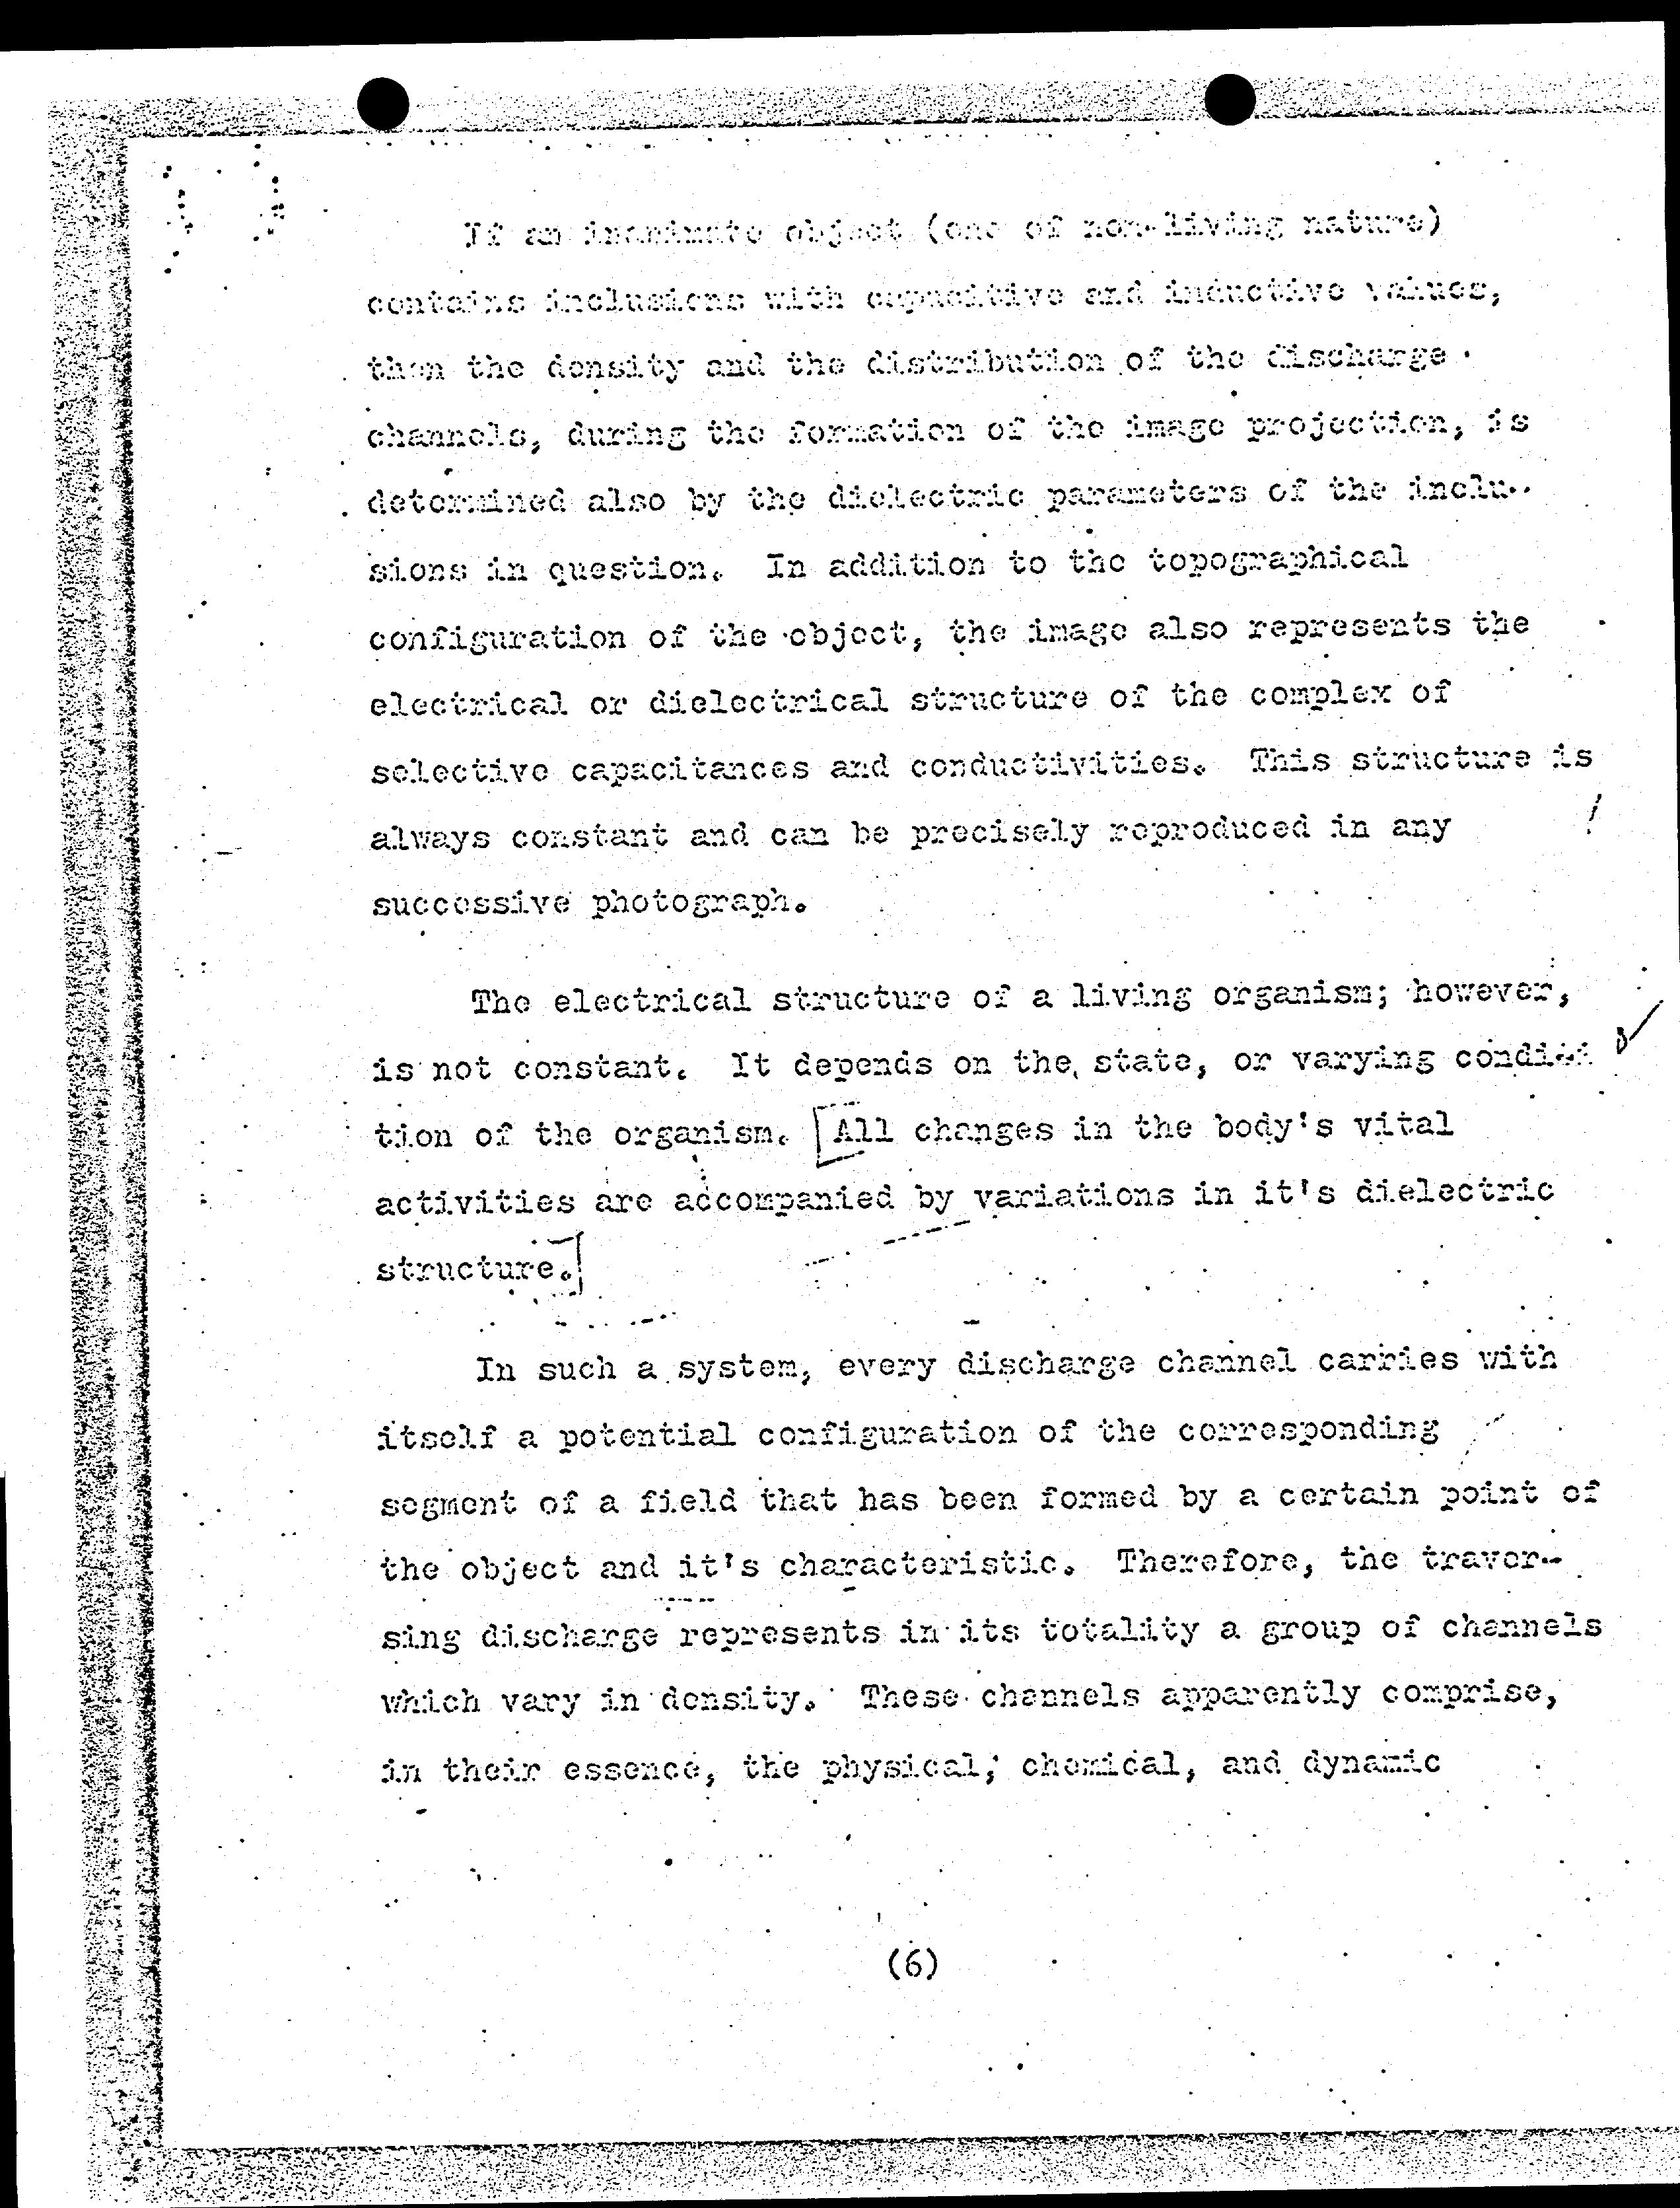 If an inanimate object (one of non-living nature)
contains inclusions with capacitive and inductive values,
then the density and the distribution of the discharge
channels, during the formation of the image projection, is
determined also by the dielectric parameters of the inclu-
sions in question. In addition to the topographical
configuration of the object, the image also represents the
electrical or dielectrical structure of the complex of
selective capacitances and conductivities. This structure is
always constant and can be precisely reproduced in any
successive photograph.
The electrical structure of a living organism; however,
is not constant. It depends on the state, or varying
tion of the organism. [All changes in the body's vital
activities are accompanied by variations in it's dielectric
structure.]
In such a system, every discharge channel carries with
itself a potential configuration of the corresponding
segment of a field that has been formed by a certain point of
the object and it's characteristic. Therefore, the traver-
sing discharge represents in its totality a group of channels
which vary in density. These channels apparently comprise,
in their essence, the physical, chemical, and dynamic
(6)